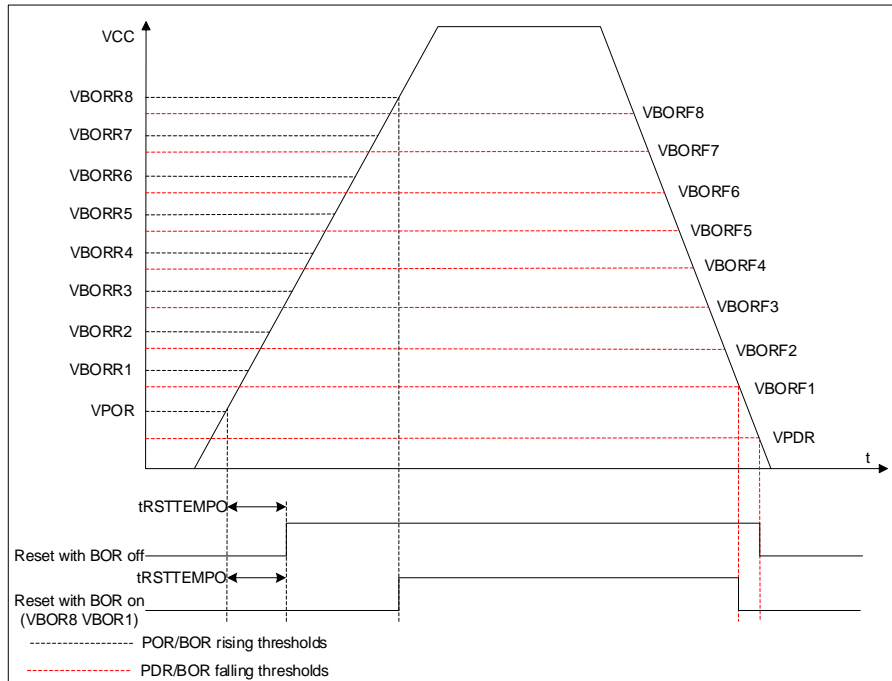 VCC
VBORR8
VBORF8
VBORR7
VBORF7
VBORR6
VBORF6
VBORR5
VBORF5
VBORR4
VBORF4
VBORR3
VBORF3
VBORR2
VBORF2
VBORR1
VBORF1
VPOR
VPDR
t
tRSTTEMPO
Reset with BOR off
tRSTTEMPO
Reset with BOR on
(VBOR8 VBOR1)
POR/BOR rising thresholds
PDR/BOR falling thresholds